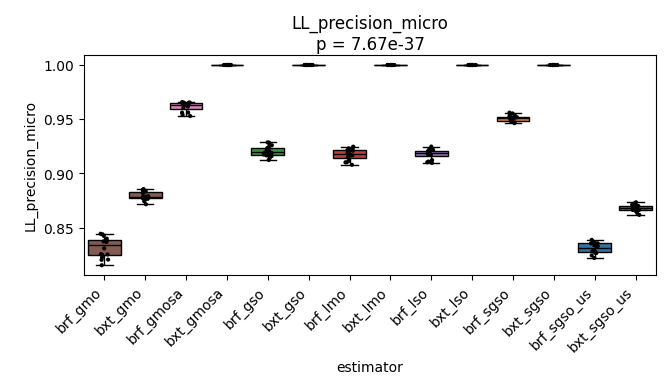 LL_precision_micro
p = 7.67e-37
LL_precision_micro
1.00
0.95
0.90
0.85
brf_gmo
bxt_gmo
brf_gmosa
bxt_gmosa
brf_gso
bxt_gso
brf_lmo
bxt_lmo
brf_lso
bxt_lso
brf_sgso
bxt_sgso
brf_sgso_us
bxt_sgso_us
estimator